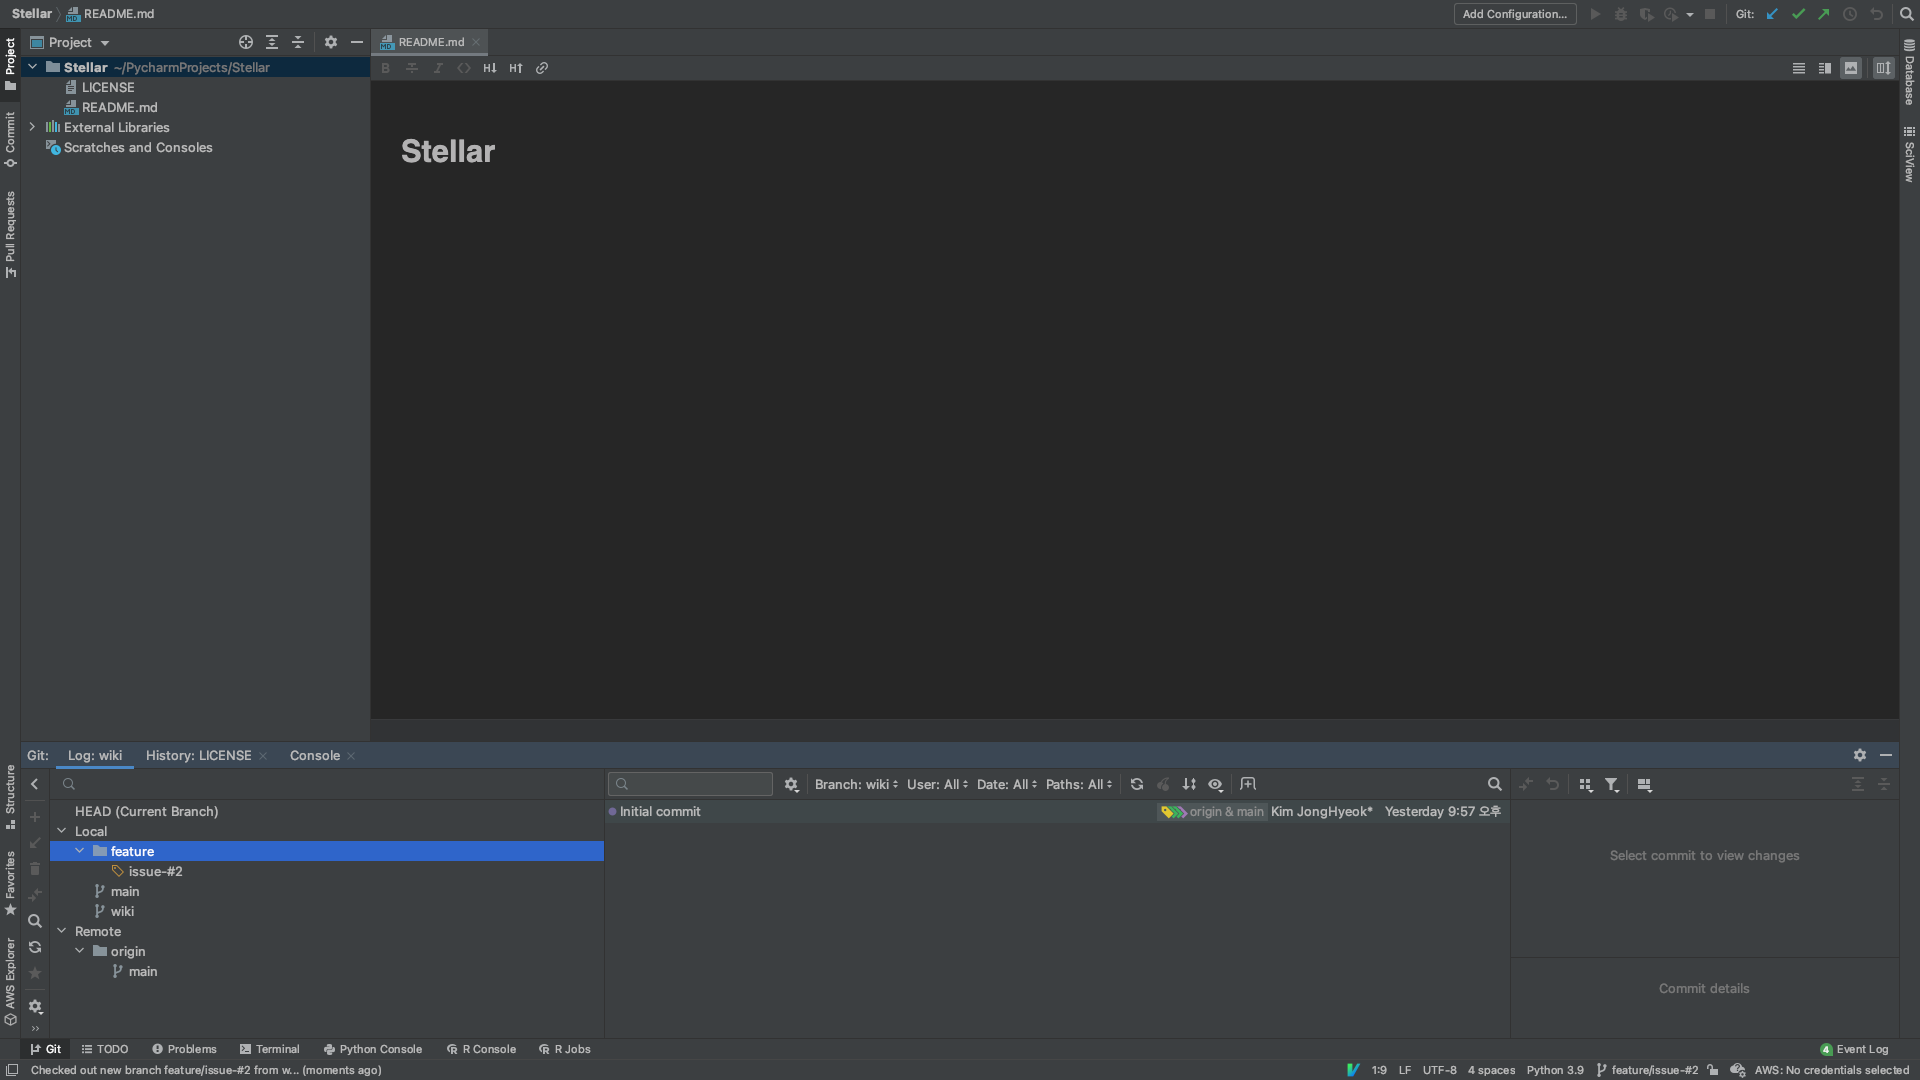 Stellar README.md
Add Configuration... Git:
Project
README.md
Stellar ~/PycharmProjects/Stellar
LICENSE
README.md
External Libraries
Scratches and Consoles
Project
Commit
Pull Requests
Structure
Favorites
AWS Explorer
B I <> H↓ H↑
Stellar
Database
SciView
Git: Log: wiki History: LICENSE Console
Branch: wiki User: All Date: All Paths: All
HEAD (Current Branch)
Local
feature
issue-#2
main
wiki
Remote
origin
main
Initial commit origin & main Kim JongHyeok* Yesterday 9:57 오후
Select commit to view changes
Commit details
Git TODO Problems Terminal Python Console R Console R Jobs 4 Event Log
Checked out new branch feature/issue-#2 from w... (moments ago) 1:9 LF UTF-8 4 spaces Python 3.9 feature/issue-#2 AWS: No credentials selected